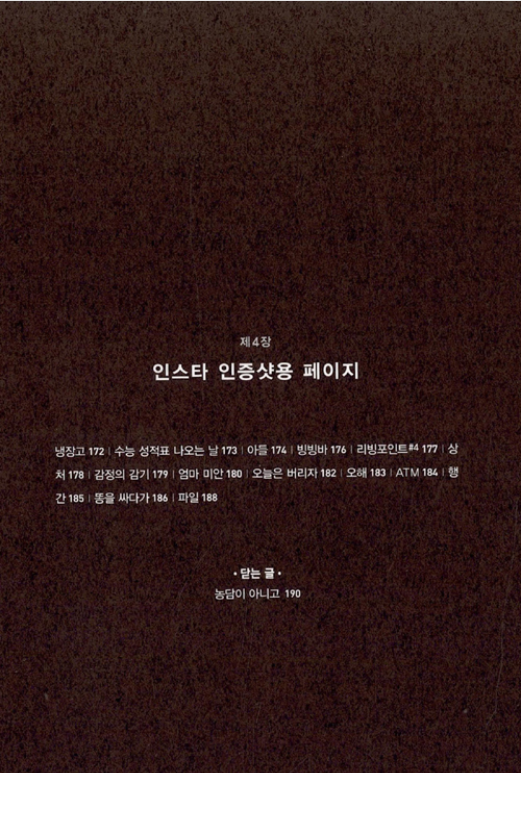 제4장
인스타 인증샷용 페이지
냉장고 172 | 수능 성적표 나오는 날 173 | 아들 174 | 빙빙바 176 | 리빙포인트#4 177 | 상
처 178 | 감정의 감기 179 | 엄마 미안 180 | 오늘은 버리자 182 | 오해 183 | ATM 184 | 행
간 185 | 똥을 싸다가 186 | 파일 188
• 닫는 글 •
농담이 아니고 190